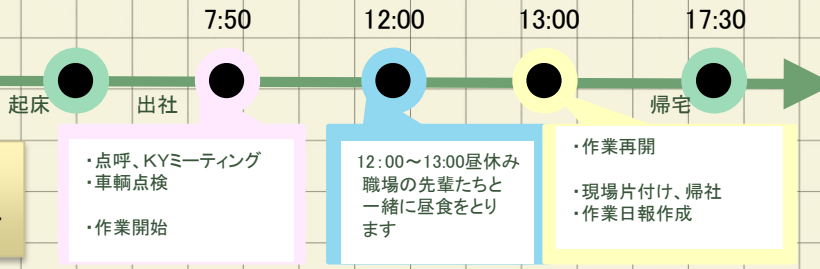 7:50
12:00
13:00
17:30
起床
出社
帰宅
・点呼、KYミーティング
・車輌点検
・作業開始
12:00～13:00昼休み
職場の先輩たちと
一緒に昼食をとり
ます
・作業再開
・現場片付け、帰社
・作業日報作成